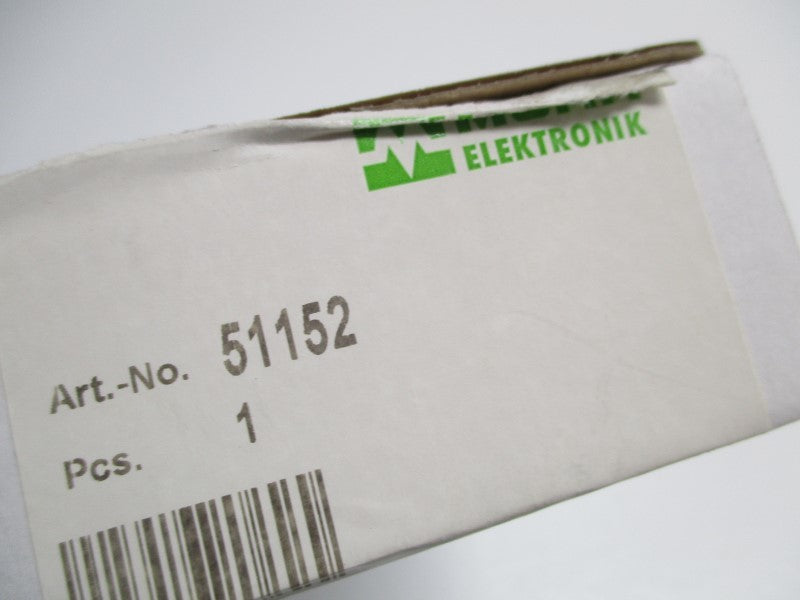 ELEKTRONIK
Art.-No. 51152
Pcs. 1